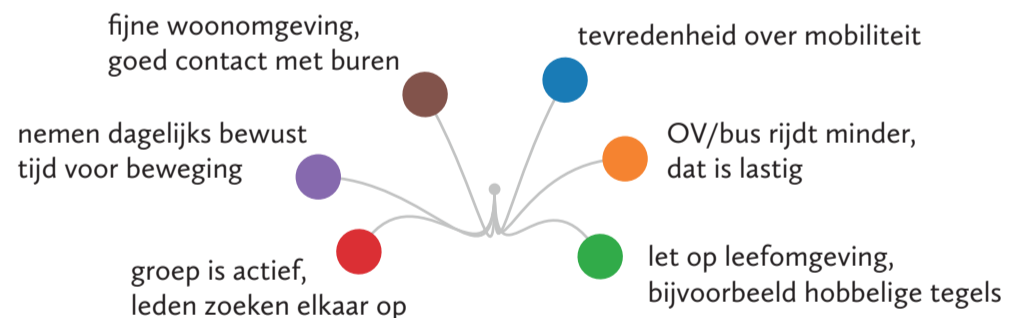 fijne woonomgeving,
goed contact met buren
tevredenheid over mobiliteit
nemen dagelijks bewust
tijd voor beweging
OV/bus rijdt minder,
dat is lastig
groep is actief,
leden zoeken elkaar op
let op leefomgeving,
bijvoorbeeld hobbelige tegels